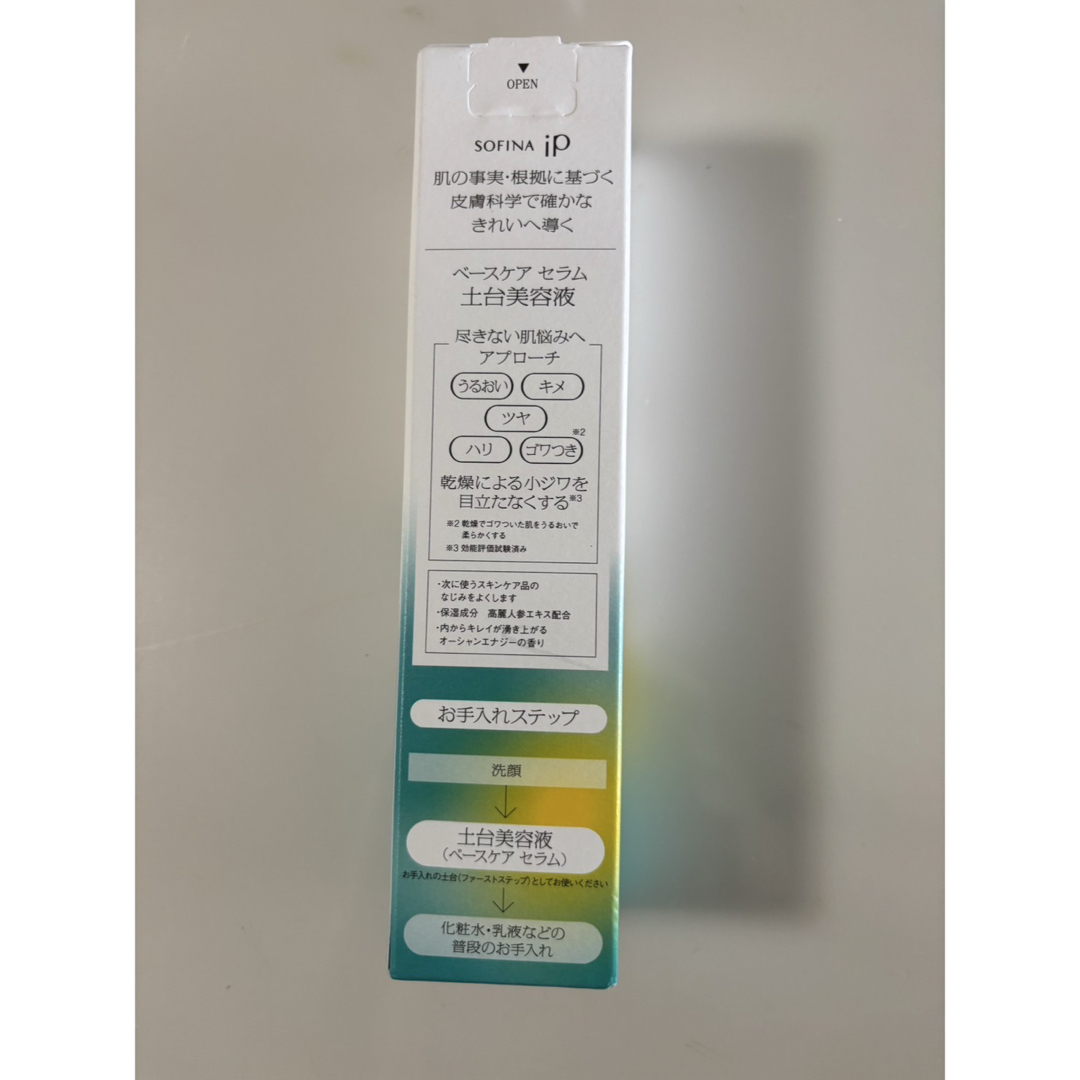 ▼
OPEN
SOFINA iP
肌の事実・根拠に基づく
皮膚科学で確かな
きれいへ導く
ベースケア セラム
土台美容液
尽きない肌悩みへ
アプローチ
うるおい キメ
ツヤ
ハリ ゴワつき※2
乾燥による小ジワを
目立たなくする※3
※2 乾燥でゴワついた肌をうるおいで
柔らかくする
※3 効能評価試験済み
・次に使うスキンケア品の
なじみをよくします
・保湿成分 高麗人参エキス配合
・内からキレイが湧き上がる
オーシャンエナジーの香り
お手入れステップ
洗顔
土台美容液
(ベースケア セラム)
お手入れの土台(ファーストステップ)としてお使いください
化粧水・乳液などの
普段のお手入れ